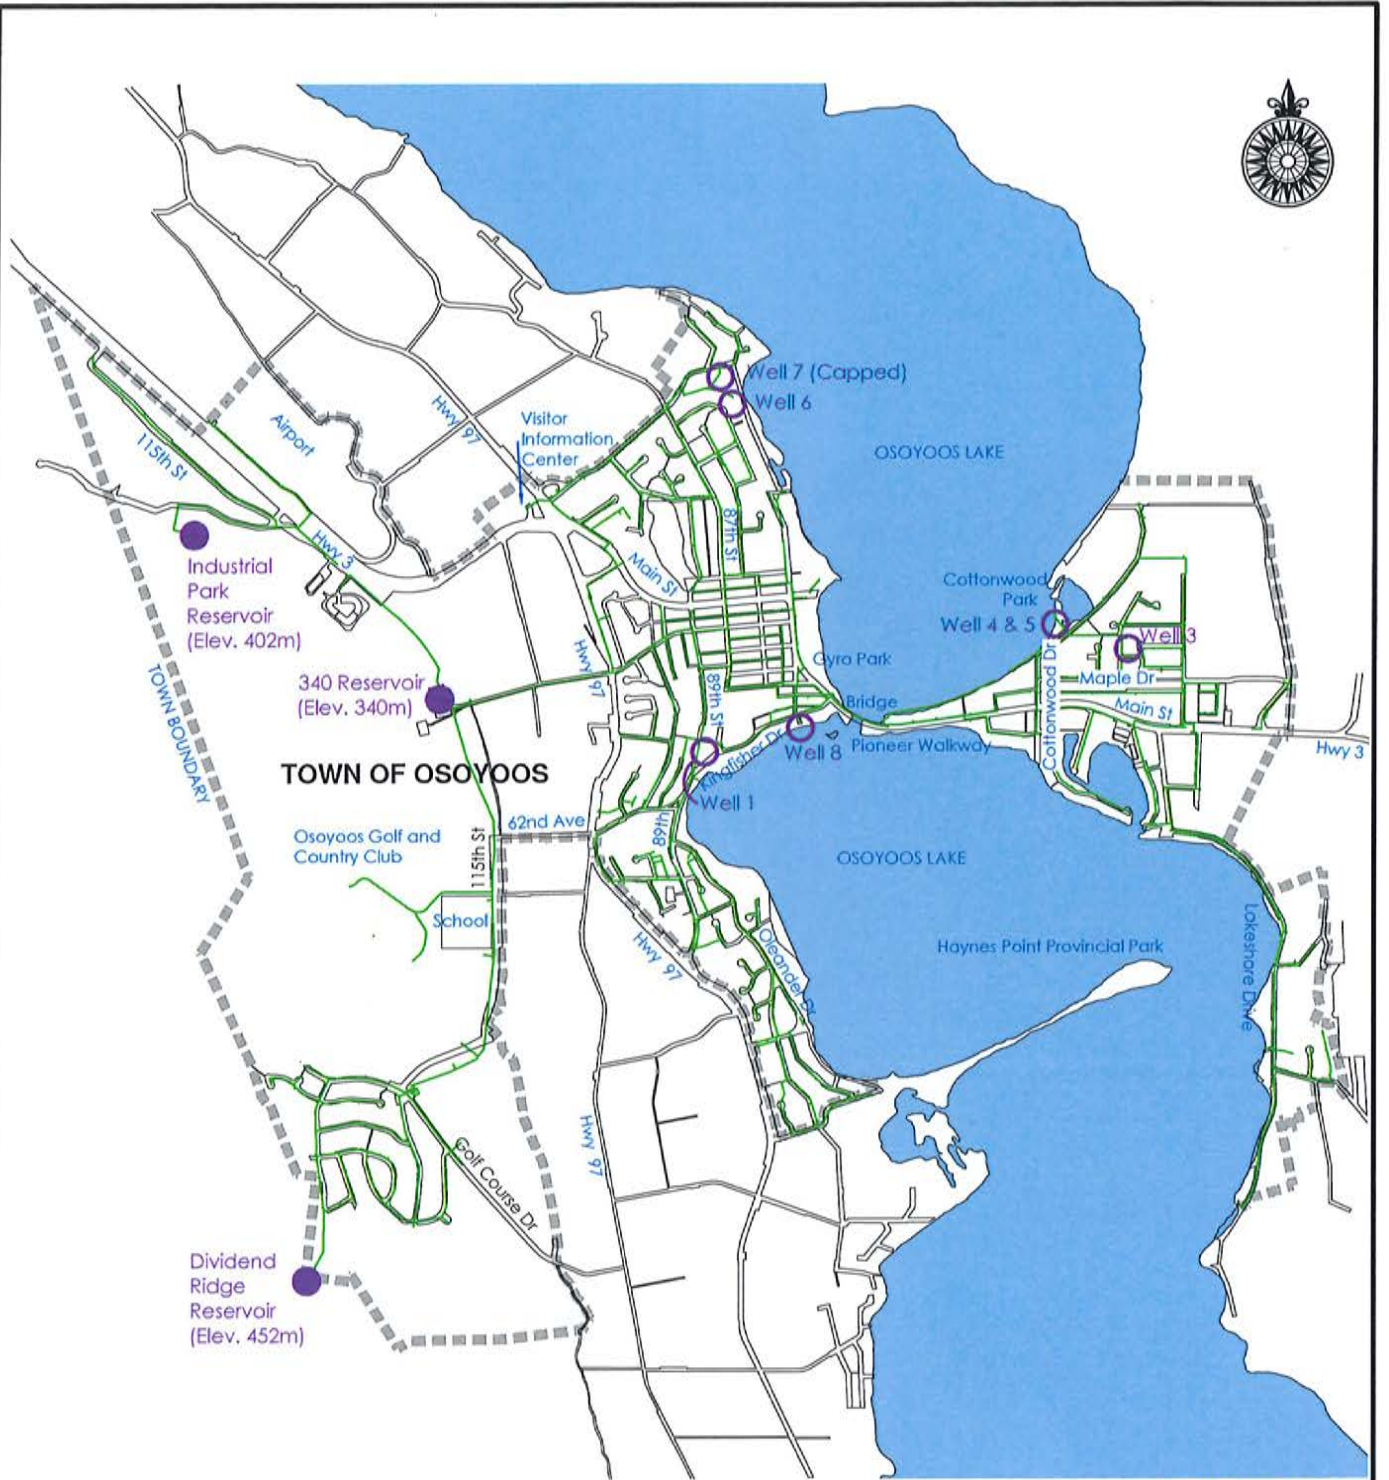 Well 7 (Capped)
Well 6
Hwy 97
Visitor
Information
Center
Airport
115th St
OSOYOOS LAKE
87th St
Hwy 3
Industrial
Park
Reservoir
(Elev. 402m)
Main St
Cottonwood
Park
Well 4 & 5
Well 3
Hwy 97
Gyro Park
340 Reservoir
(Elev. 340m)
89th St
Maple Dr
Bridge
Main St
Cottonwood Dr
TOWN BOUNDARY
Kingfisher Dr
Well 8
Pioneer Walkway
Hwy 3
TOWN OF OSOYOOS
Well 1
62nd Ave
89th
Osoyoos Golf and
Country Club
115th St
OSOYOOS LAKE
School
Hwy 97
Oleander Dr
Haynes Point Provincial Park
Lokeshore Drive
Hwy 97
Golf Course Dr
Dividend
Ridge
Reservoir
(Elev. 452m)